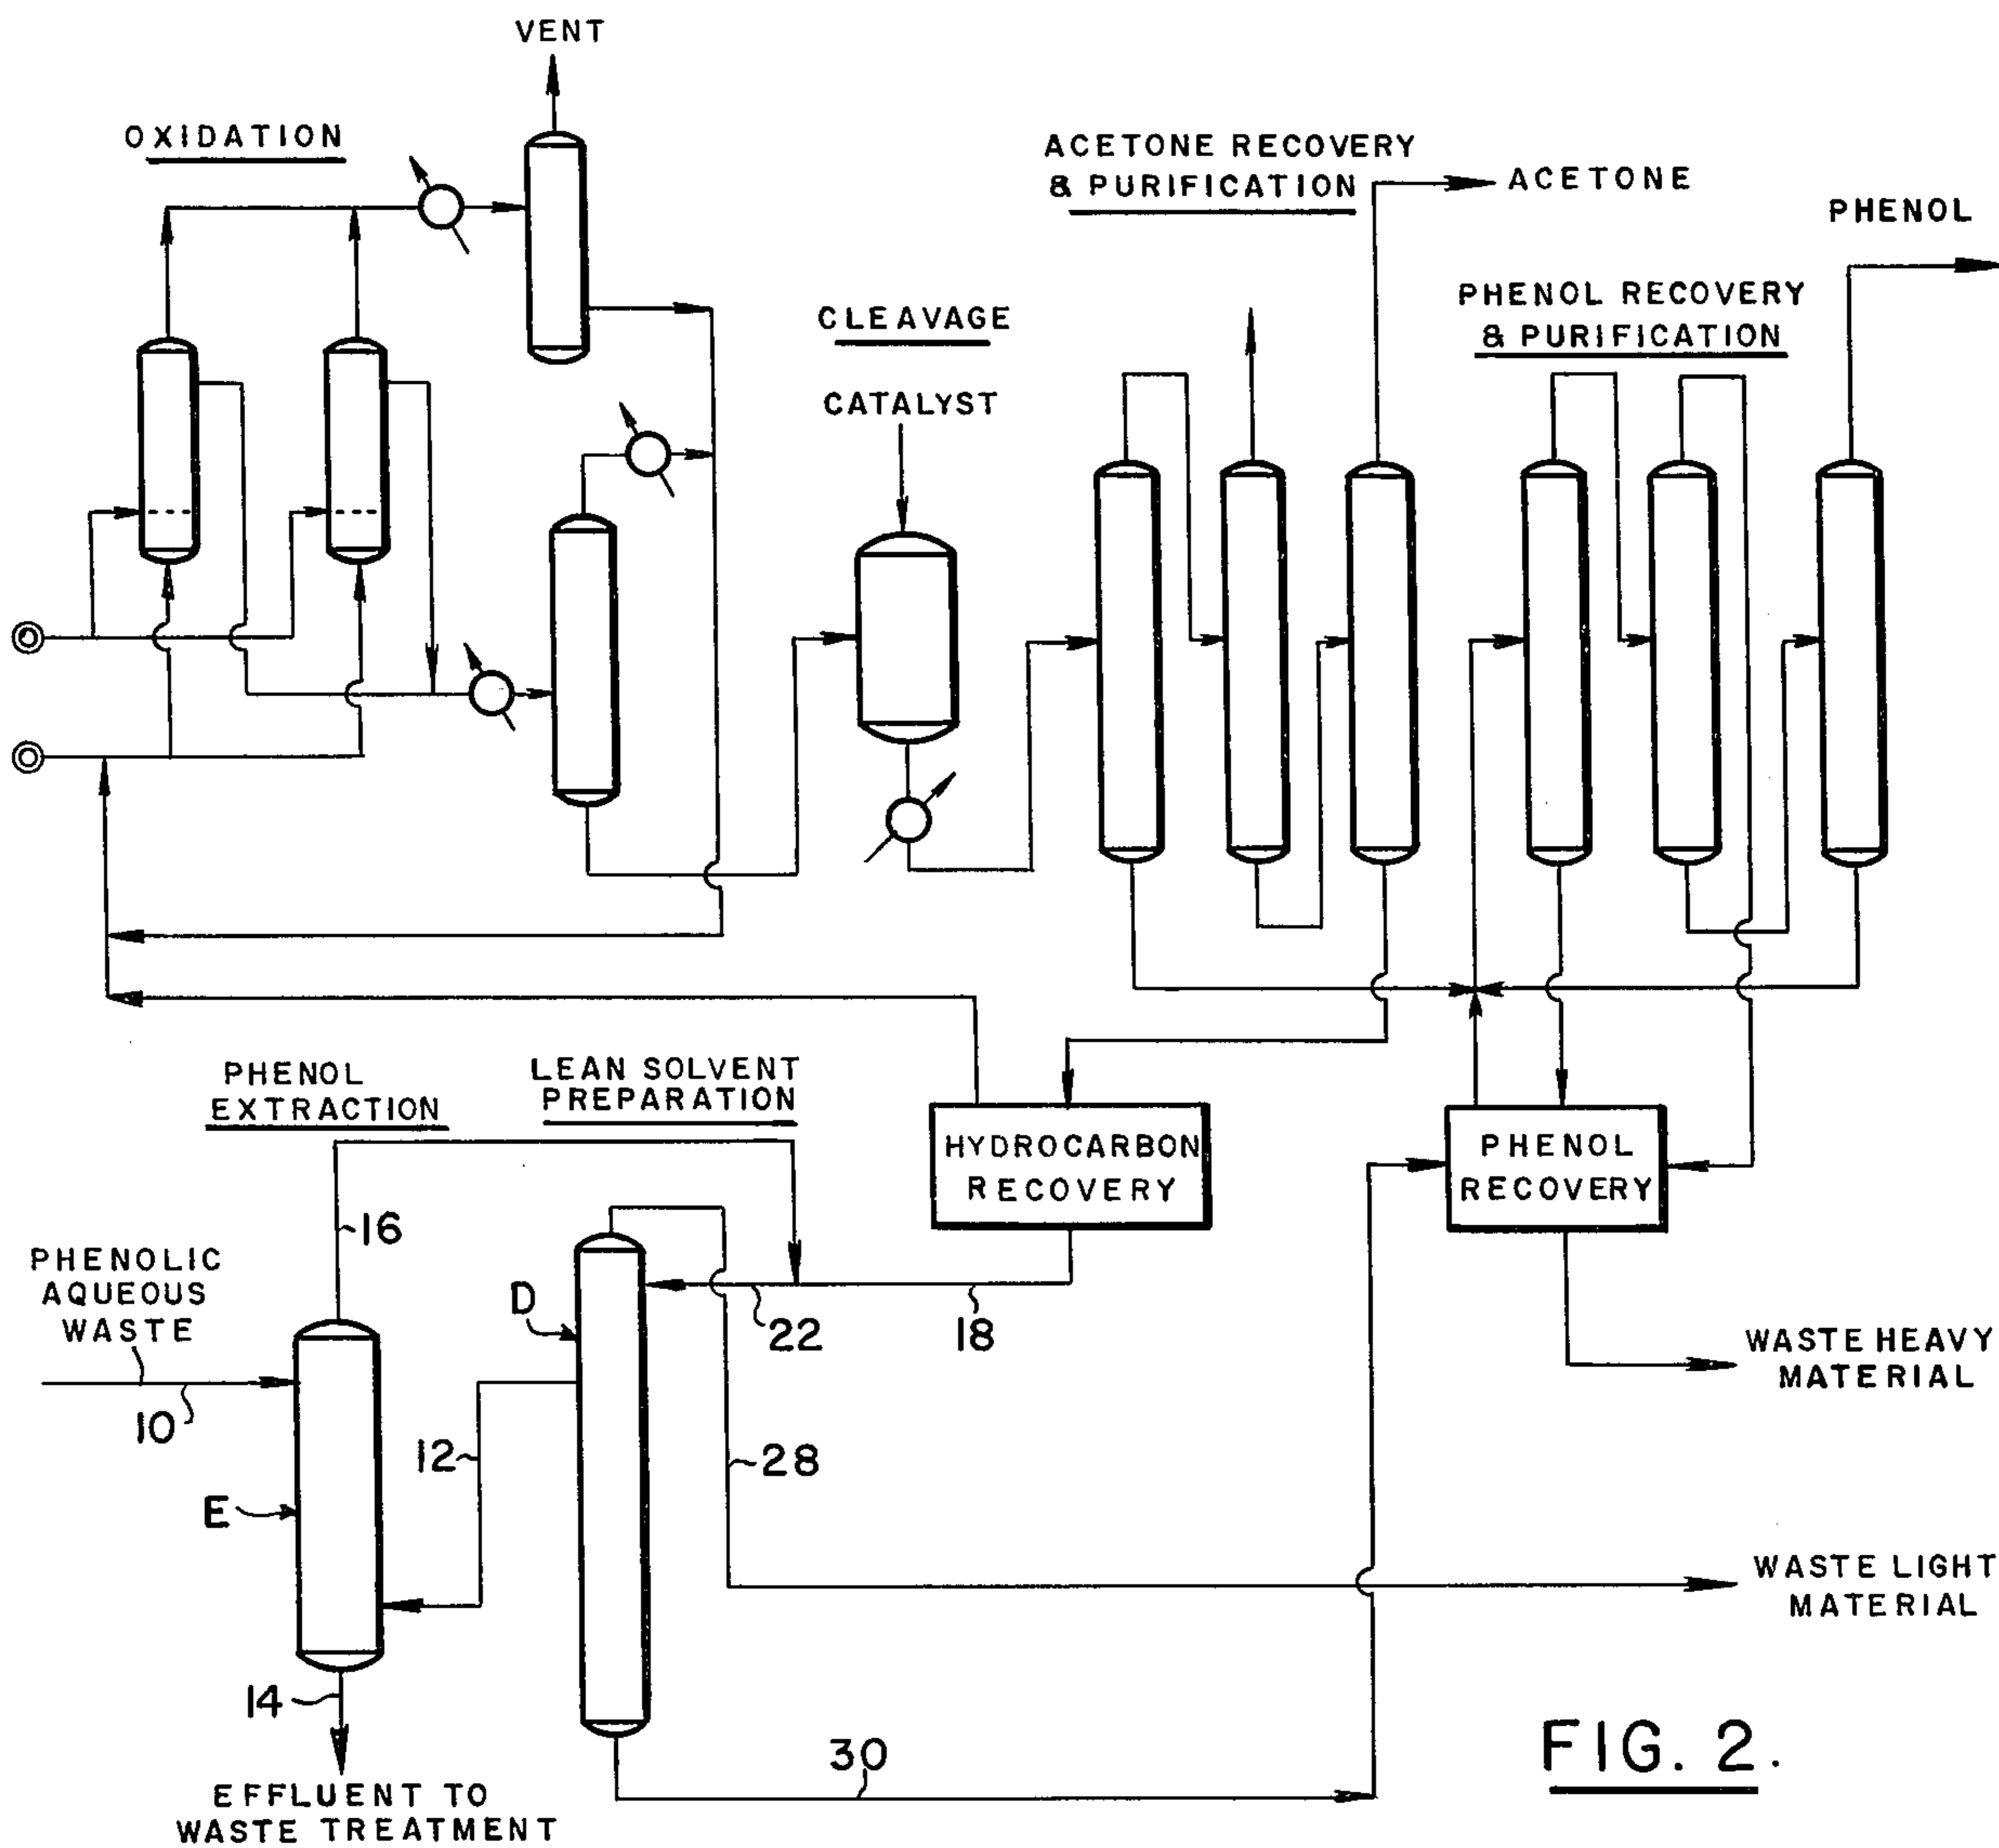 VENT
OXIDATION
ACETONE RECOVERY
& PURIFICATION
ACETONE
PHENOL
PHENOL RECOVERY
& PURIFICATION
CLEAVAGE
CATALYST
PHENOL
EXTRACTION
LEAN SOLVENT
PREPARATION
HYDROCARBON
RECOVERY
PHENOL
RECOVERY
16
PHENOLIC
AQUEOUS
WASTE
10
D
22
18
WASTE HEAVY
MATERIAL
12
28
E
WASTE LIGHT
MATERIAL
14
30
EFFLUENT TO
WASTE TREATMENT
FIG. 2.